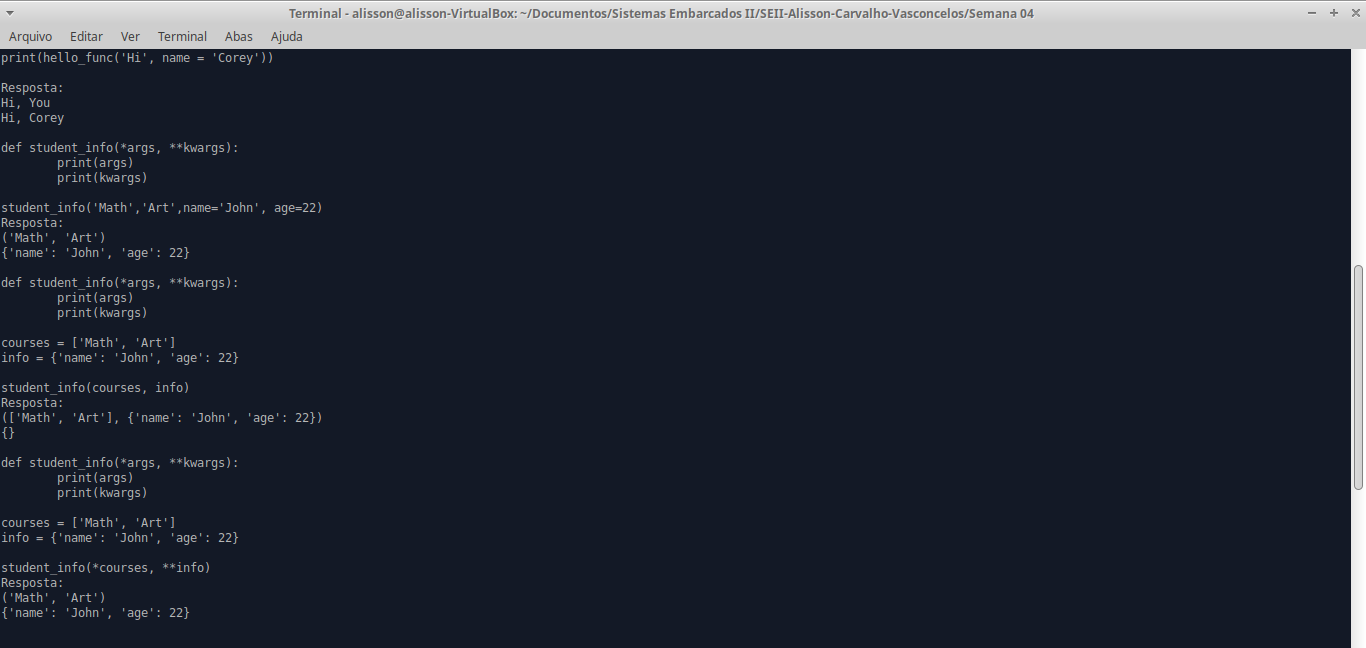 Terminal - alisson@alisson-VirtualBox: ~/Documentos/Sistemas Embarcados II/SEII-Alisson-Carvalho-Vasconcelos/Semana 04
Arquivo Editar Ver Terminal Abas Ajuda
print(hello_func('Hi', name = 'Corey'))
Resposta:
Hi, You
Hi, Corey
def student_info(*args, **kwargs):
print(args)
print(kwargs)
student_info('Math','Art',name='John', age=22)
Resposta:
('Math', 'Art')
{'name': 'John', 'age': 22}
def student_info(*args, **kwargs):
print(args)
print(kwargs)
courses = ['Math', 'Art']
info = {'name': 'John', 'age': 22}
student_info(courses, info)
Resposta:
(['Math', 'Art'], {'name': 'John', 'age': 22})
{}
def student_info(*args, **kwargs):
print(args)
print(kwargs)
courses = ['Math', 'Art']
info = {'name': 'John', 'age': 22}
student_info(*courses, **info)
Resposta:
('Math', 'Art')
{'name': 'John', 'age': 22}